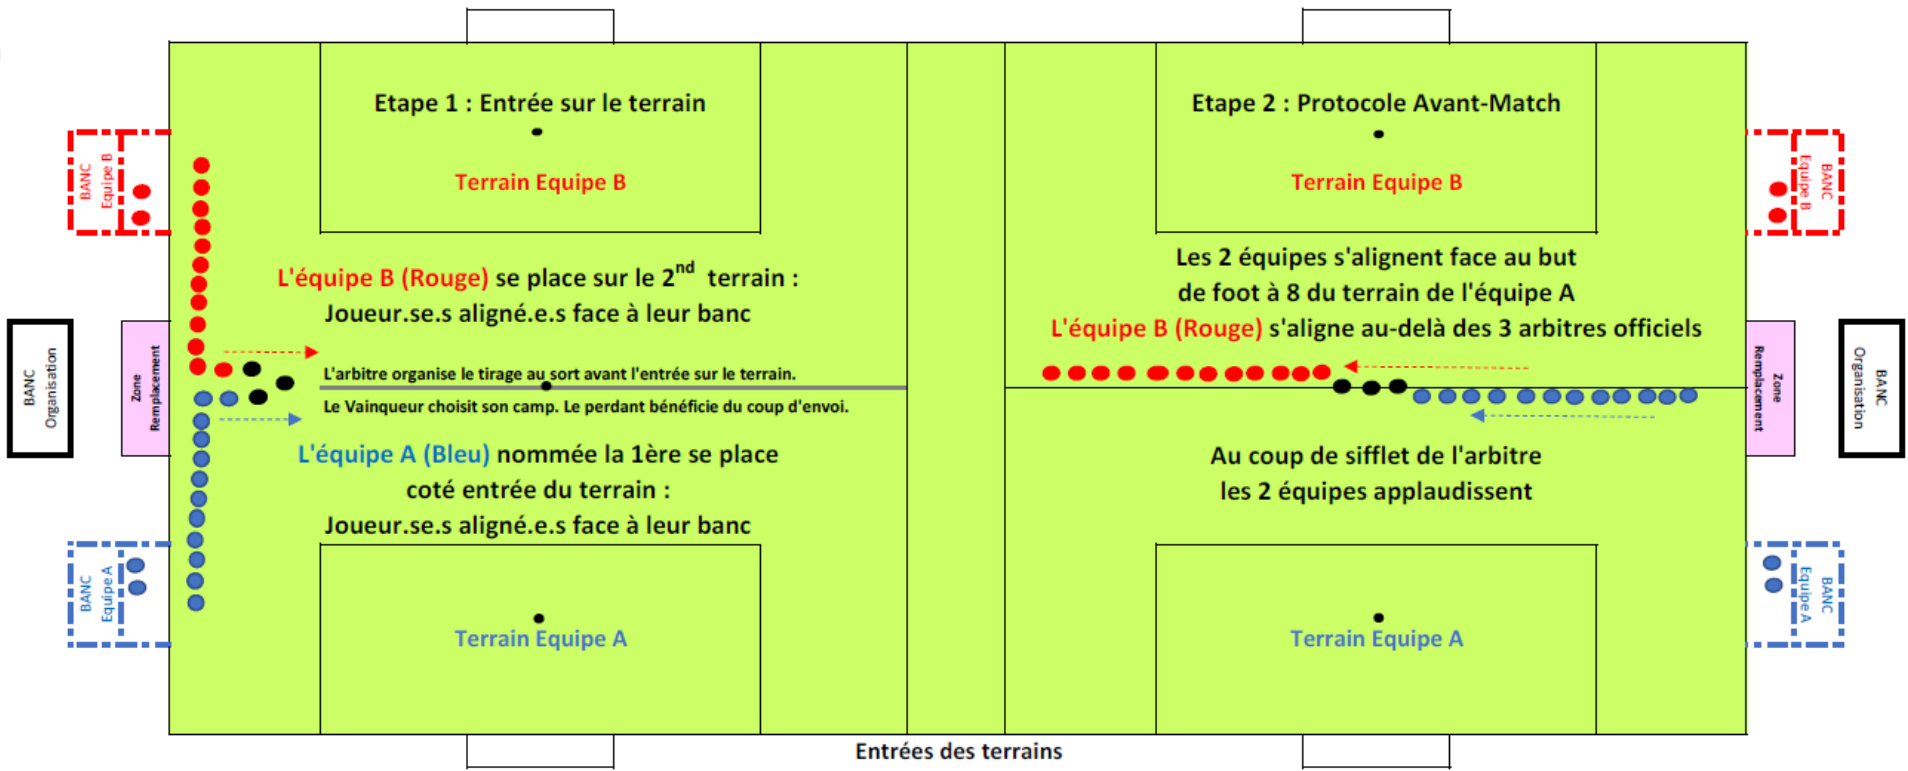 Etape 1 : Entrée sur le terrain
Terrain Equipe B
BANC
Equipe B
L'équipe B (Rouge) se place sur le 2nd terrain :
Joueur.se.s aligné.e.s face à leur banc
BANC
Organisation
Zone
Remplacement
L'arbitre organise le tirage au sort avant l'entrée sur le terrain.
Le Vainqueur choisit son camp. Le perdant bénéficie du coup d'envoi.
L'équipe A (Bleu) nommée la 1ère se place
coté entrée du terrain :
Joueur.se.s aligné.e.s face à leur banc
BANC
Equipe A
Terrain Equipe A
Etape 2 : Protocole Avant-Match
Terrain Equipe B
BANC
Equipe B
Les 2 équipes s'alignent face au but
de foot à 8 du terrain de l'équipe A
L'équipe B (Rouge) s'aligne au-delà des 3 arbitres officiels
Zone
Remplacement
BANC
Organisation
Au coup de sifflet de l'arbitre
les 2 équipes applaudissent
BANC
Equipe A
Terrain Equipe A
Entrées des terrains